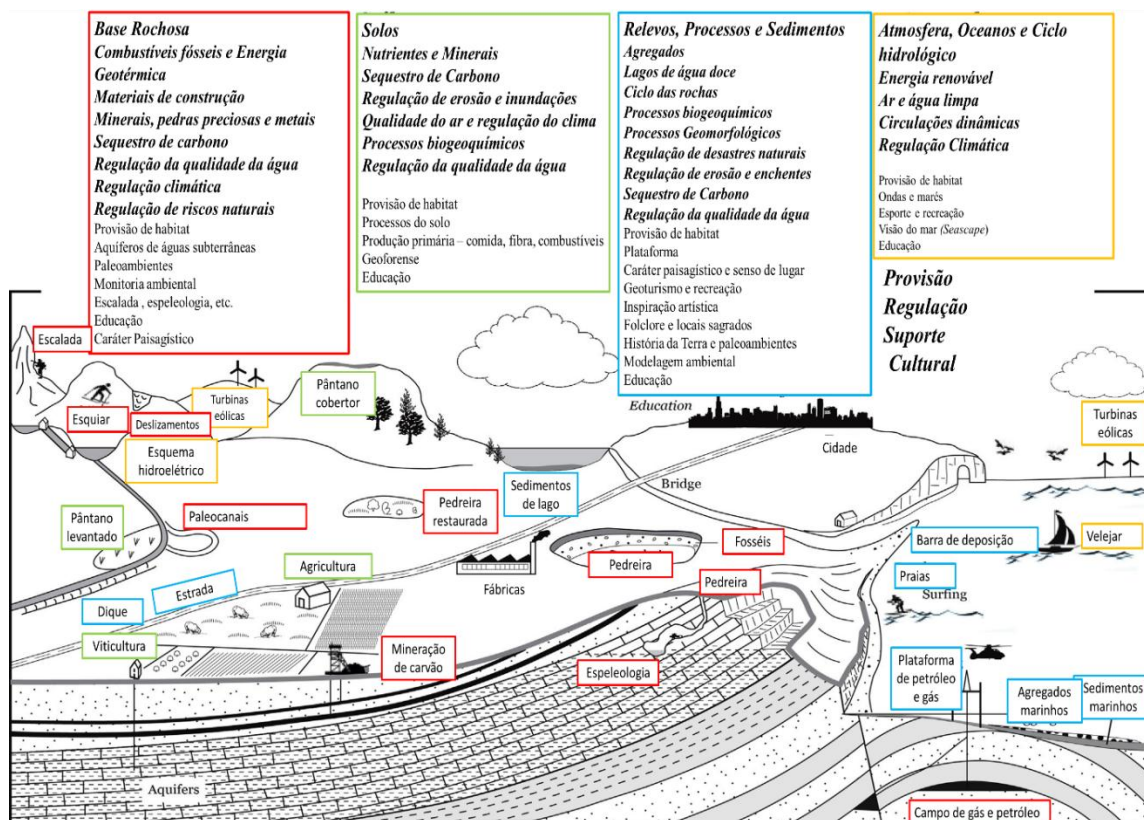 Base Rochosa
Combustíveis fósseis e Energia
Geotérmica
Materiais de construção
Minerais, pedras preciosas e metais
Sequestro de carbono
Regulação da qualidade da água
Regulação climática
Regulação de riscos naturais
Provisão de habitat
Aquíferos de águas subterrâneas
Paleoambientes
Monitoria ambiental
Escalada , espeleologia, etc.
Educação
Caráter Paisagístico
Solos
Nutrientes e Minerais
Sequestro de Carbono
Regulação de erosão e inundações
Qualidade do ar e regulação do clima
Processos biogeoquímicos
Regulação da qualidade da água
Provisão de habitat
Processos do solo
Produção primária – comida, fibra, combustíveis
Geoforense
Educação
Relevos, Processos e Sedimentos
Agregados
Lagos de água doce
Ciclo das rochas
Processos biogeoquímicos
Processos Geomorfológicos
Regulação de desastres naturais
Regulação de erosão e enchentes
Sequestro de Carbono
Regulação da qualidade da água
Provisão de habitat
Plataforma
Caráter paisagístico e senso de lugar
Geoturismo e recreação
Inspiração artística
Folclore e locais sagrados
História da Terra e paleoambientes
Modelagem ambiental
Educação
Atmosfera, Oceanos e Ciclo
hidrológico
Energia renovável
Ar e água limpa
Circulações dinâmicas
Regulação Climática
Provisão de habitat
Ondas e marés
Esporte e recreação
Visão do mar (Seascape)
Educação
Provisão
Regulação
Suporte
Cultural
Escalada
Esquiar
Deslizamentos
Turbinas
eólicas
Pântano
cobertor
Esquema
hidroelétrico
Education
Cidade
Turbinas
eólicas
Pântano
levantado
Paleocanais
Pedreira
restaurada
Sedimentos
de lago
Bridge
Fosséis
Pedreira
Fábricas
Barra de deposição
Velejar
Agricultura
Estrada
Dique
Viticultura
Mineração
de carvão
Pedreira
Espeleologia
Praias
Surfing
Plataforma
de petróleo
e gás
Agregados
marinhos
Sedimentos
marinhos
Aquifers
Campo de gás e petróleo